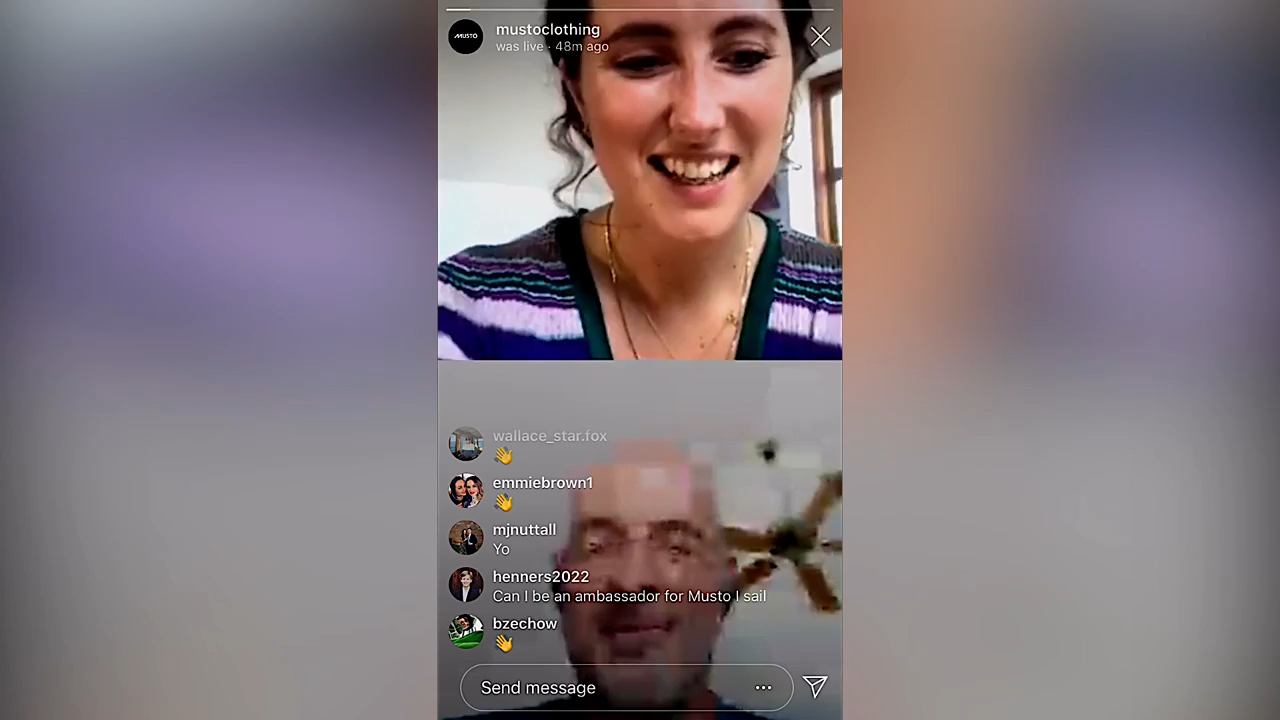 MUSTO
mustoclothing
was live · 48m ago
wallace_star.fox
👋
emmiebrown1
👋
mjnuttall
Yo
henners2022
Can I be an ambassador for Musto I sail
bzechow
👋
Send message